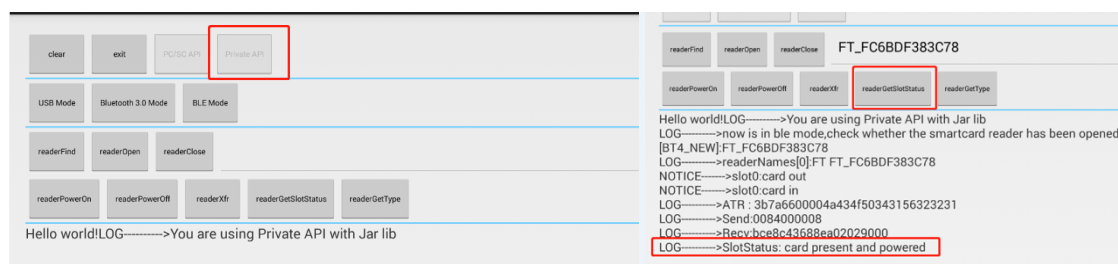 clear exit PC/SC API Private API
USB Mode Bluetooth 3.0 Mode BLE Mode
readerFind readerOpen readerClose
readerPowerOn readerPowerOff readerXfr readerGetSlotStatus readerGetType
Hello world!LOG---------->You are using Private API with Jar lib
readerFind readerOpen readerClose FT_FC6BDF383C78
readerPowerOn readerPowerOff readerXfr readerGetSlotStatus readerGetType
Hello world!LOG---------->You are using Private API with Jar lib
LOG---------->now is in ble mode,check whether the smartcard reader has been opened
[BT4_NEW]:FT_FC6BDF383C78
LOG---------->readerNames[0]:FT FT_FC6BDF383C78
NOTICE------->slot0:card out
NOTICE------->slot0:card in
LOG---------->ATR : 3b7a6600004a434f50343156323231
LOG---------->Send:0084000008
LOG---------->Recv:bce8c43688ea02029000
LOG---------->SlotStatus: card present and powered